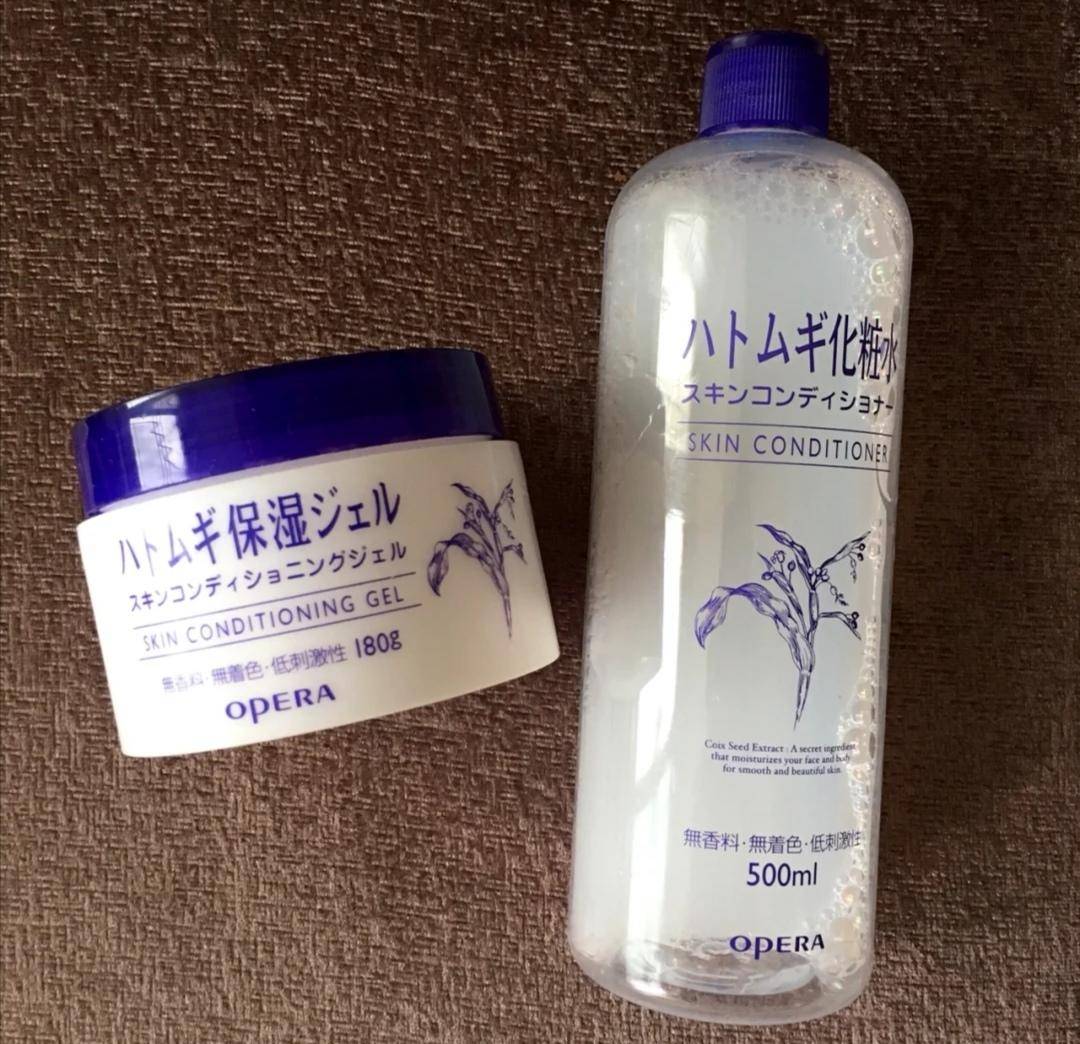 ハトムギ保湿ジェル
スキンコンディショニングジェル
SKIN CONDITIONING GEL
無香料・無着色・低刺激性 180g
OPERA
ハトムギ化粧水
スキンコンディショナー
SKIN CONDITIONER
Coix Seed Extract : A secret ingredient
that moisturizes your face and body
for smooth and beautiful skin.
無香料・無着色・低刺激性
500ml
OPERA